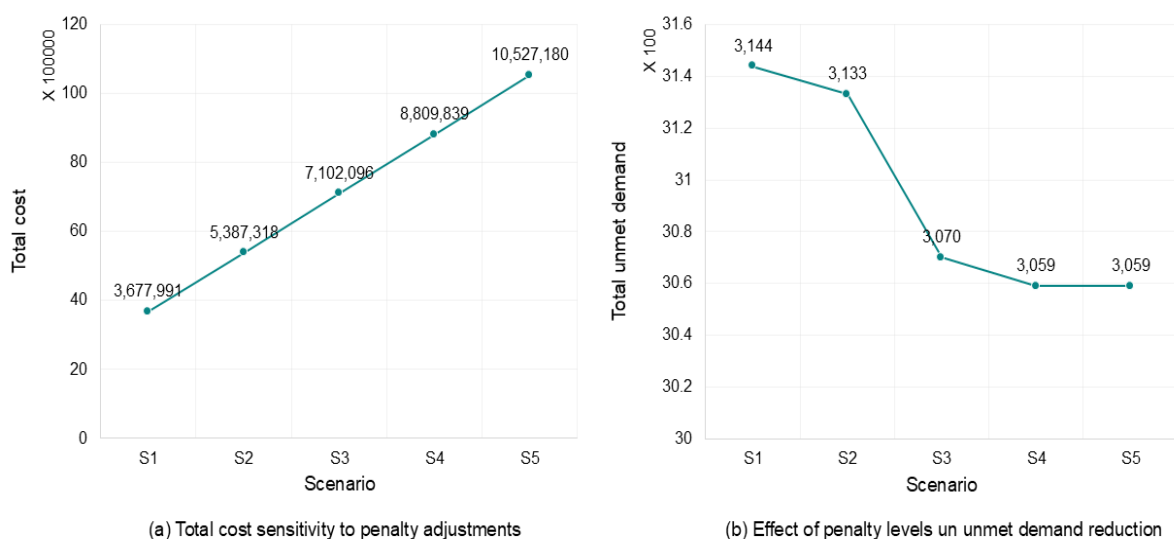 120
100
80
60
40
20
0
X 100000
Total cost
3,677,991
5,387,318
7,102,096
8,809,839
10,527,180
S1 S2 S3 S4 S5
Scenario
(a) Total cost sensitivity to penalty adjustments
31.6
31.4
31.2
31
30.8
30.6
30.4
30.2
30
X 100
Total unmet demand
3,144
3,133
3,070
3,059
3,059
S1 S2 S3 S4 S5
Scenario
(b) Effect of penalty levels un unmet demand reduction